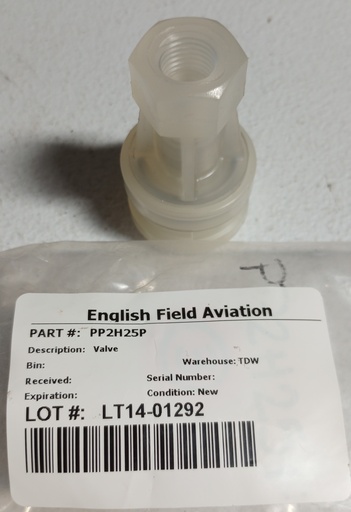 English Field Aviation
PART #: PP2H25P
Description: Valve
Bin: Warehouse: TDW
Received: Serial Number:
Expiration: Condition: New
LOT #: LT14-01292